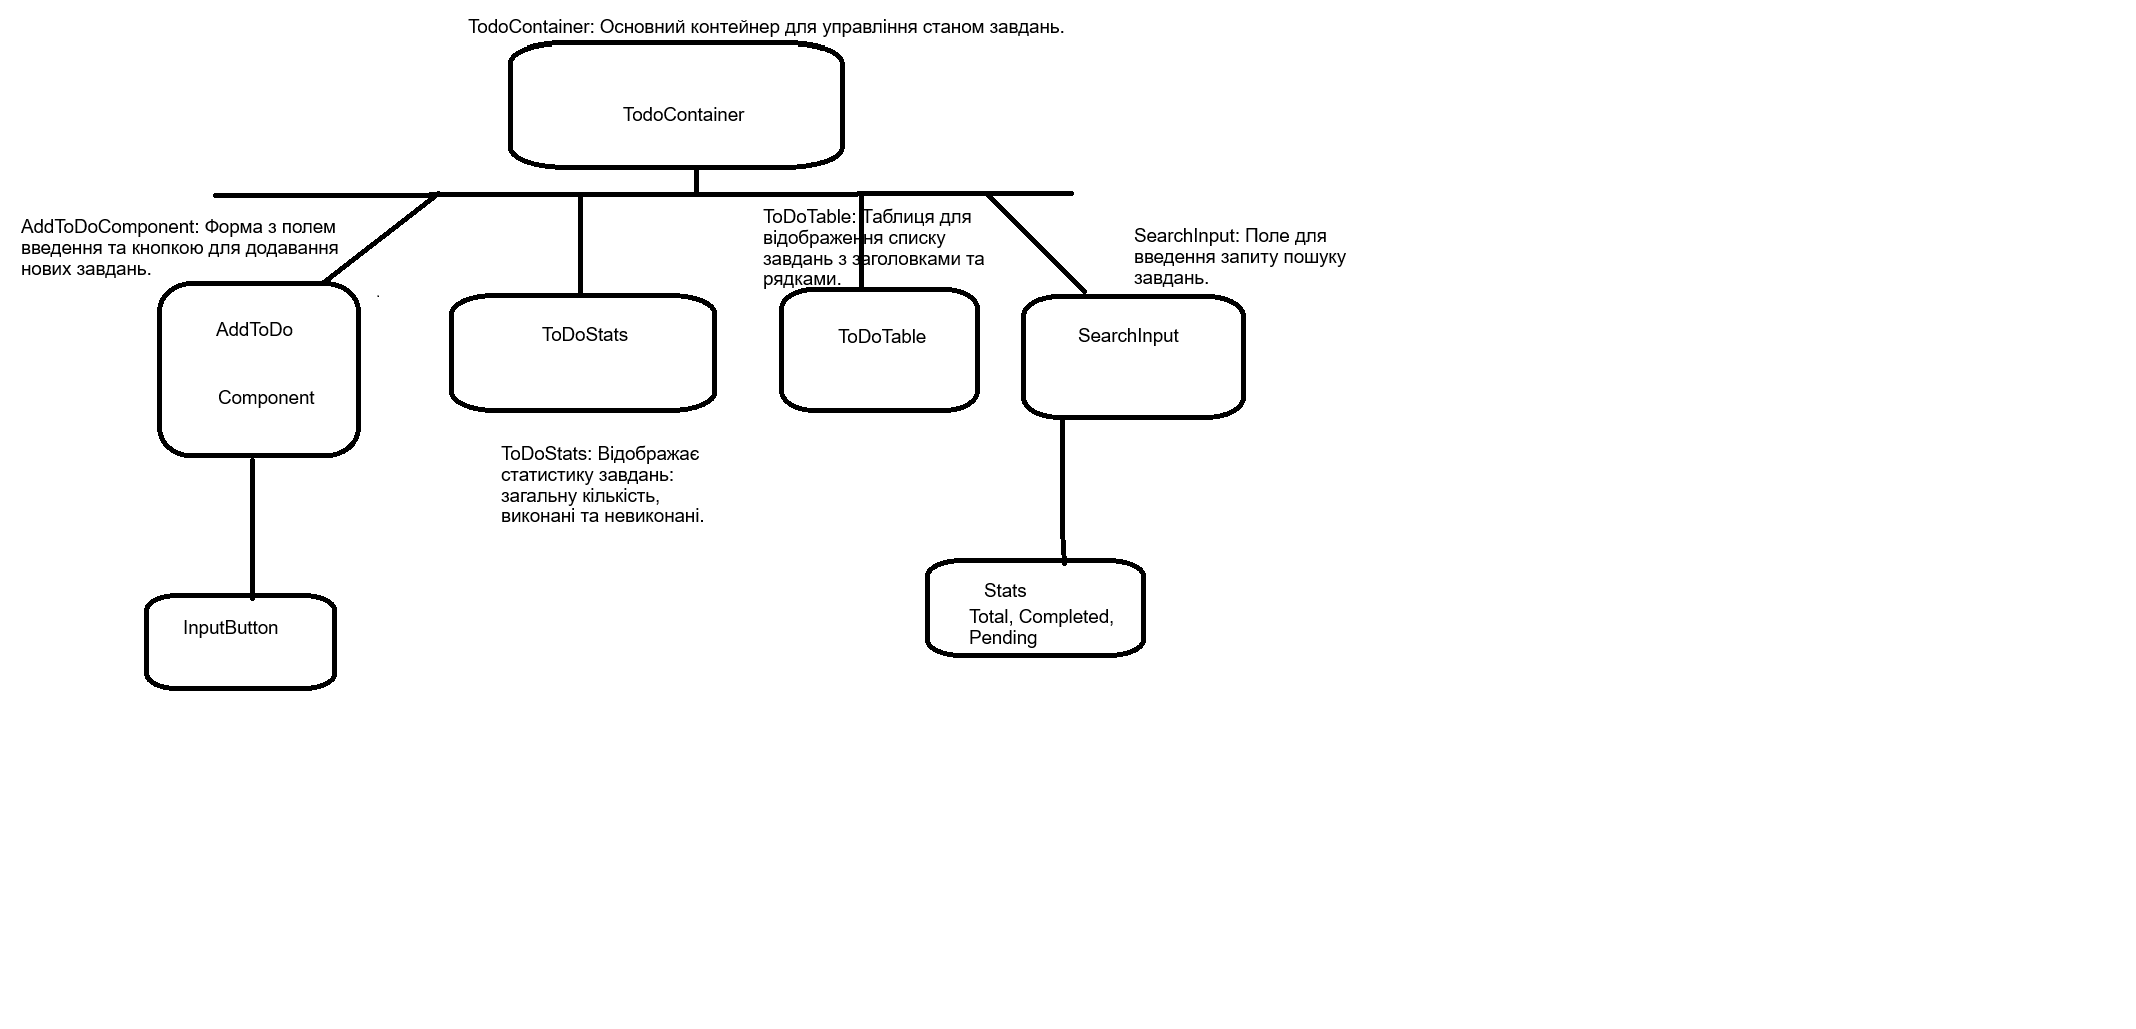 TodoContainer: Основний контейнер для управління станом завдань.
TodoContainer
AddToDoComponent: Форма з полем
введення та кнопкою для додавання
нових завдань.
ToDoTable: Таблиця для
відображення списку
завдань з заголовками та
рядками.
SearchInput: Поле для
введення запиту пошуку
завдань.
AddToDo
Component
ToDoStats
ToDoTable
SearchInput
ToDoStats: Відображає
статистику завдань:
загальну кількість,
виконані та невиконані.
InputButton
Stats
Total, Completed,
Pending